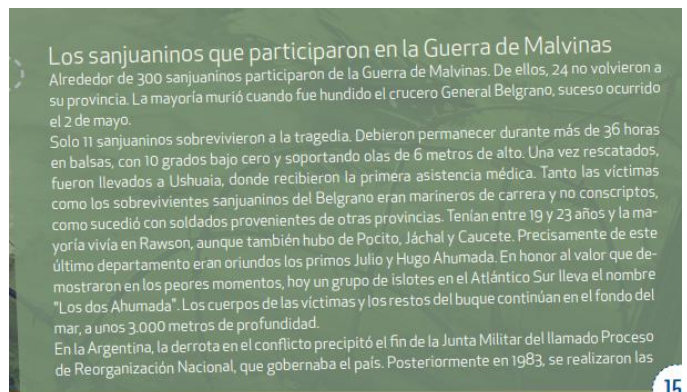 Los sanjuaninos que participaron en la Guerra de Malvinas
Alrededor de 300 sanjuaninos participaron de la Guerra de Malvinas. De ellos, 24 no volvieron a
su provincia. La mayoría murió cuando fue hundido el crucero General Belgrano, suceso ocurrido
el 2 de mayo.
Solo 11 sanjuaninos sobrevivieron a la tragedia. Debieron permanecer durante más de 36 horas
en balsas, con 10 grados bajo cero y soportando olas de 6 metros de alto. Una vez rescatados,
fueron llevados a Ushuaia, donde recibieron la primera asistencia médica. Tanto las víctimas
como los sobrevivientes sanjuaninos del Belgrano eran marineros de carrera y no conscriptos,
como sucedió con soldados provenientes de otras provincias. Tenían entre 19 y 23 años y la ma-
yoría vivía en Rawson, aunque también hubo de Pocito, Jáchal y Caucete. Precisamente de este
último departamento eran oriundos los primos Julio y Hugo Ahumada. En honor al valor que de-
mostraron en los peores momentos, hoy un grupo de islotes en el Atlántico Sur lleva el nombre
"Los dos Ahumada". Los cuerpos de las víctimas y los restos del buque continúan en el fondo del
mar, a unos 3.000 metros de profundidad.
En la Argentina, la derrota en el conflicto precipitó el fin de la Junta Militar del llamado Proceso
de Reorganización Nacional, que gobernaba el país. Posteriormente en 1983, se realizaron las
15